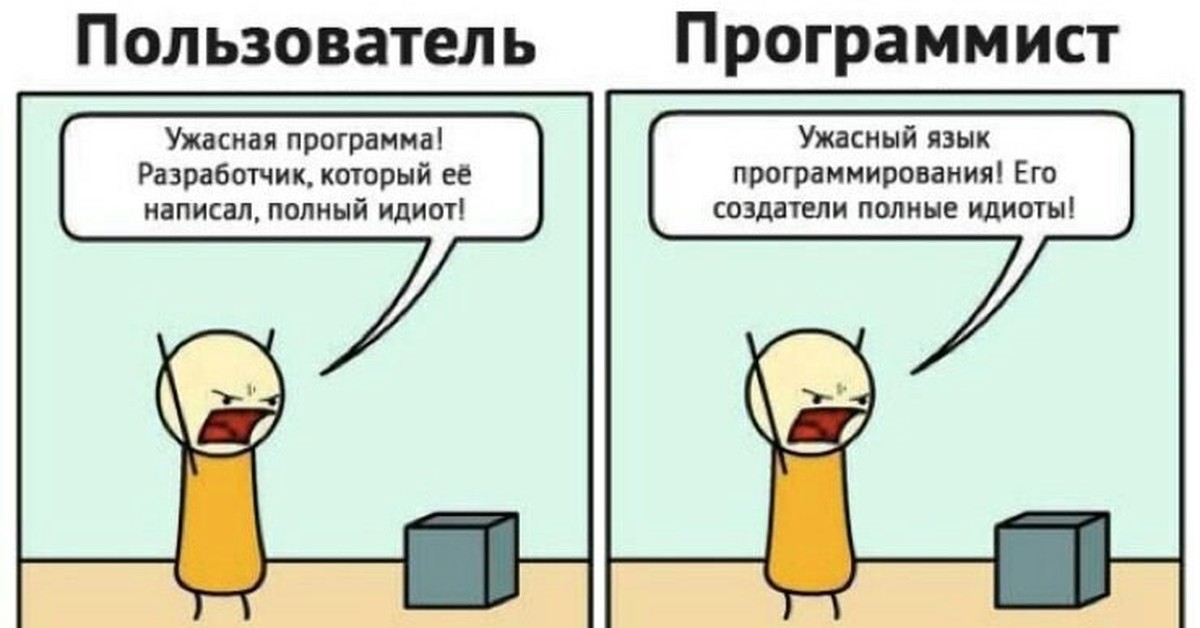 Пользователь
Ужасная программа!
Разработчик, который её
написал, полный идиот!
Программист
Ужасный язык
программирования! Его
создатели полные идиоты!